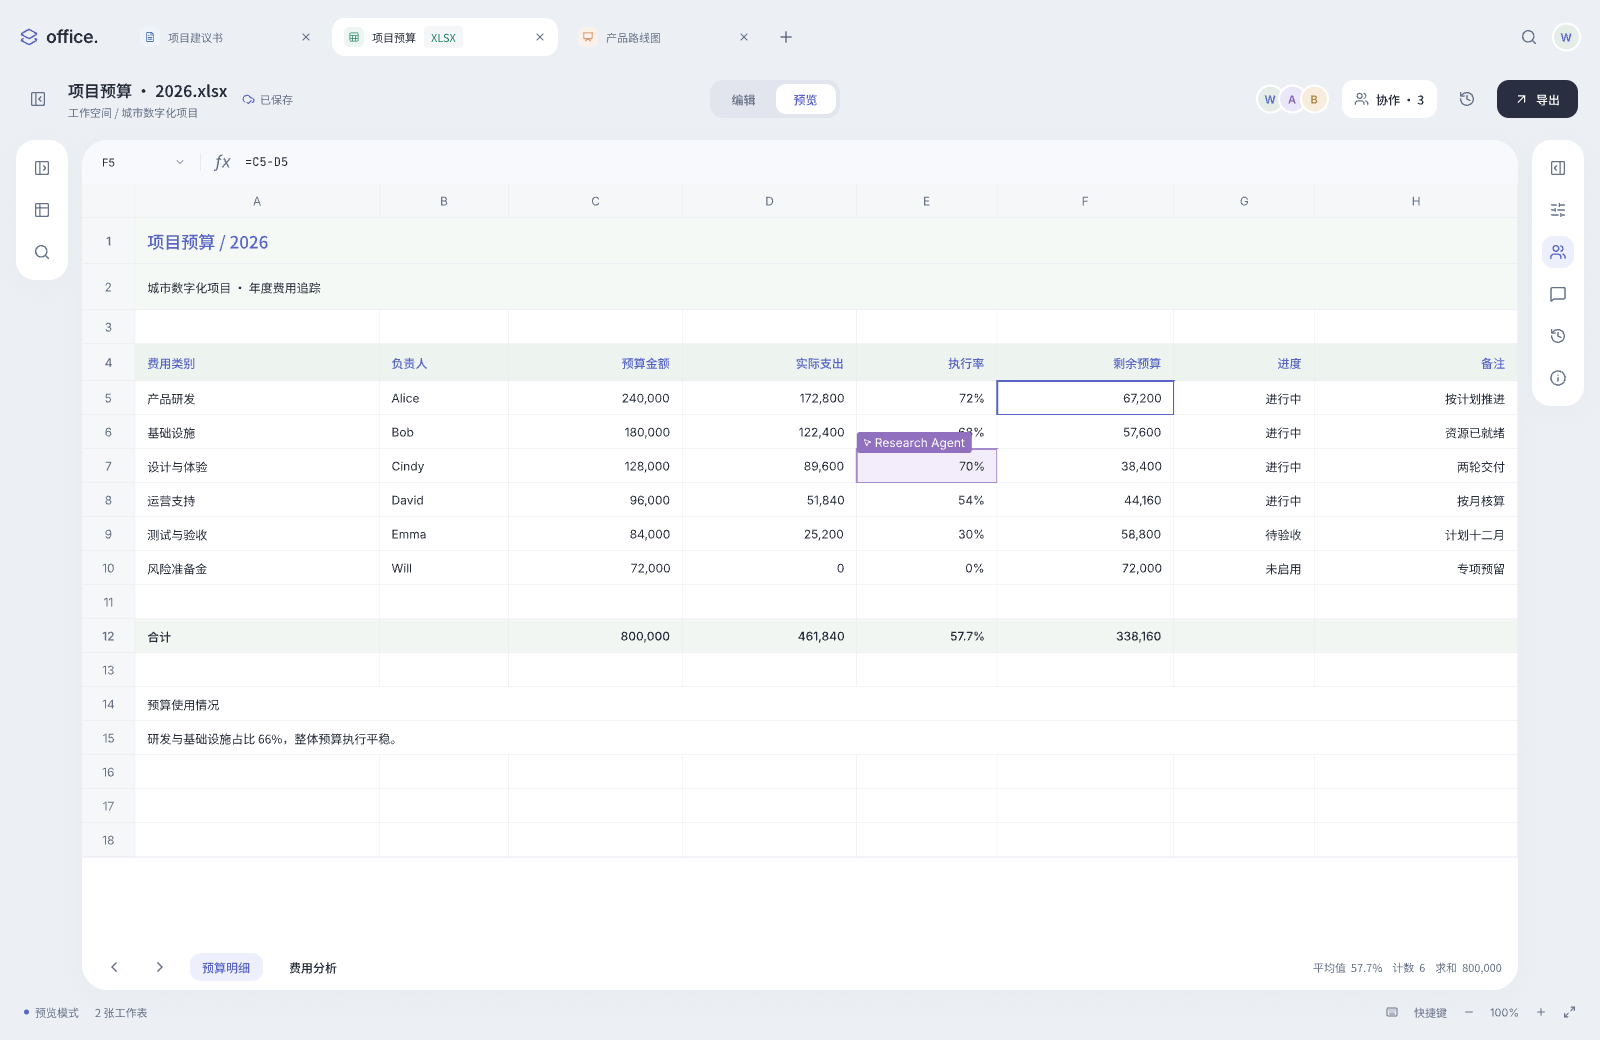 office.
项目建议书
项目预算 XLSX
产品路线图
W
项目预算 · 2026.xlsx
工作空间 / 城市数字化项目
已保存
编辑 预览
W A B
协作 · 3
导出
F5 fx =C5-D5
A B C D E F G H
1 项目预算 / 2026
2 城市数字化项目 · 年度费用追踪
3
4 费用类别 负责人 预算金额 实际支出 执行率 剩余预算 进度 备注
5 产品研发 Alice 240,000 172,800 72% 67,200 进行中 按计划推进
6 基础设施 Bob 180,000 122,400 68% 57,600 进行中 资源已就绪
Research Agent
7 设计与体验 Cindy 128,000 89,600 70% 38,400 进行中 两轮交付
8 运营支持 David 96,000 51,840 54% 44,160 进行中 按月核算
9 测试与验收 Emma 84,000 25,200 30% 58,800 待验收 计划十二月
10 风险准备金 Will 72,000 0 0% 72,000 未启用 专项预留
11
12 合计 800,000 461,840 57.7% 338,160
13
14 预算使用情况
15 研发与基础设施占比 66%，整体预算执行平稳。
16
17
18
预算明细 费用分析
平均值 57.7% 计数 6 求和 800,000
预览模式 2 张工作表
快捷键 100%